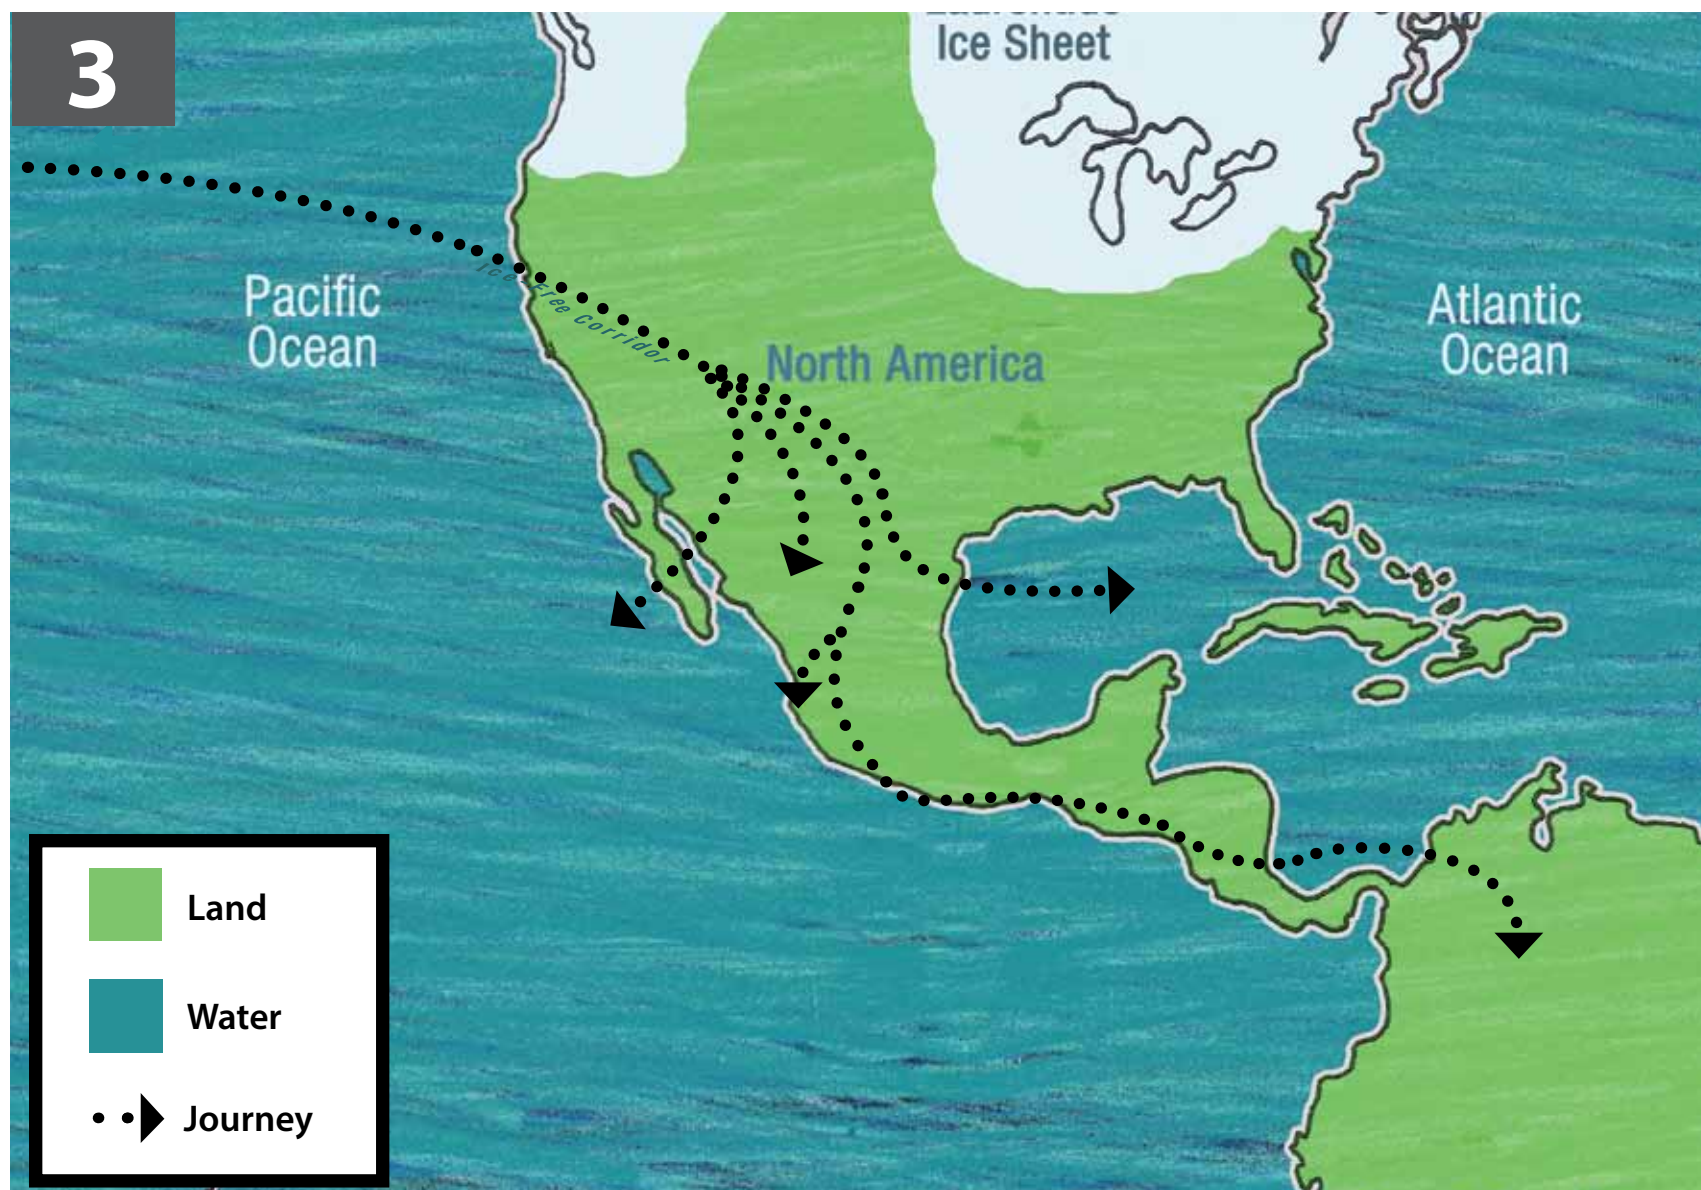 3
Ice Sheet
Pacific
Ocean
Ice Free Corridor
North America
Atlantic
Ocean
Land
Water
Journey